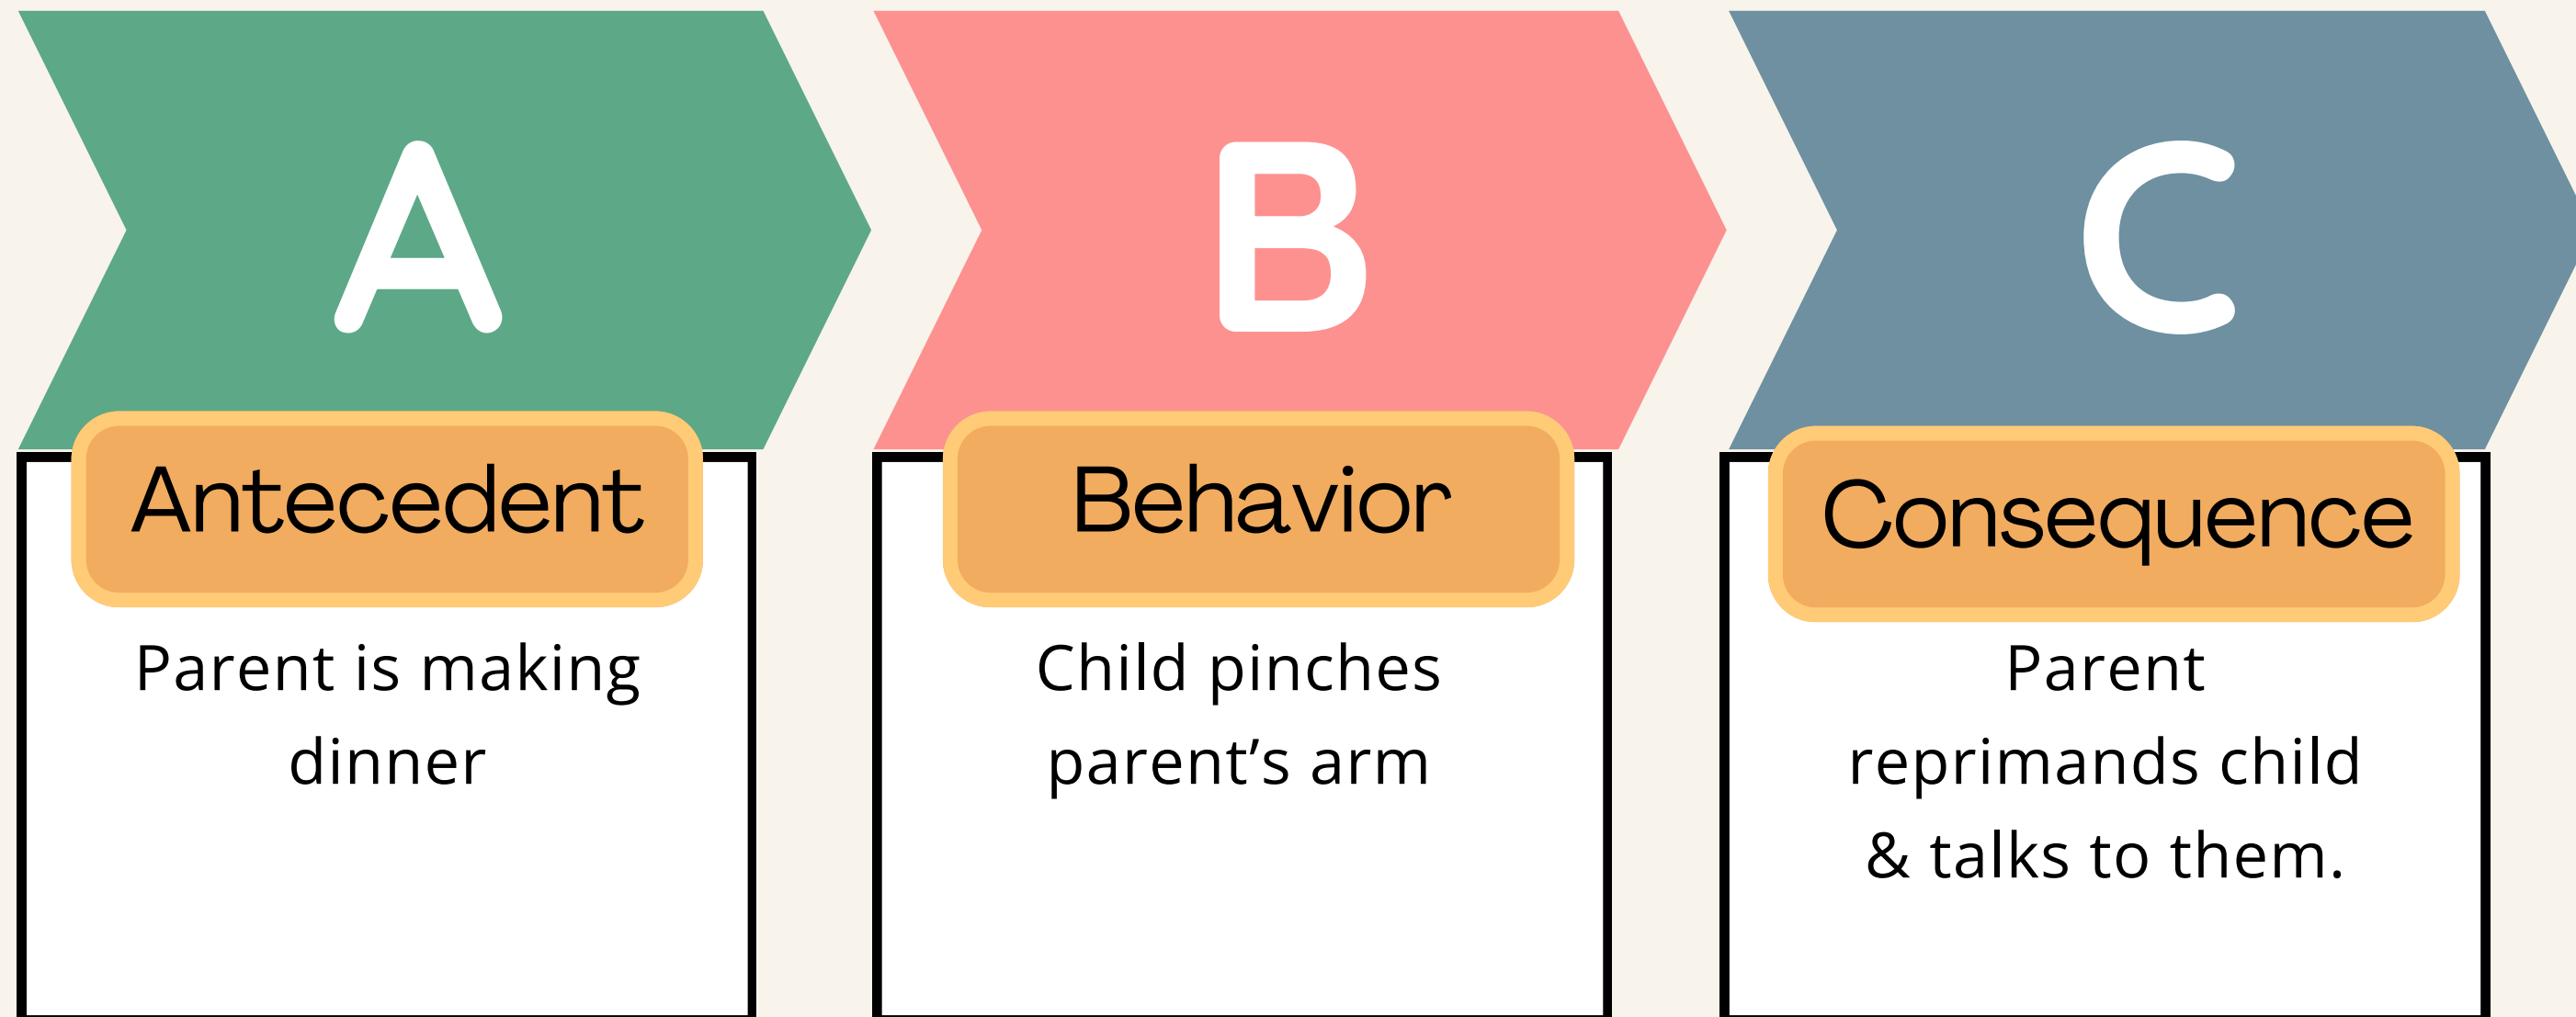 A
Antecedent
Parent is making
dinner
B
Behavior
Child pinches
parent’s arm
C
Consequence
Parent
reprimands child
& talks to them.